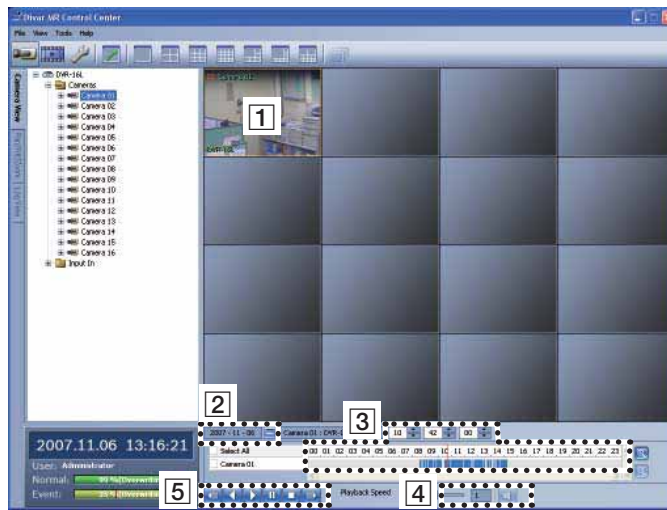 Divar MR Control Center
File View Tools Help
Camera View
DVR-16L
Cameras
Camera 01
Camera 02
Camera 03
Camera 04
Camera 05
Camera 06
Camera 07
Camera 08
Camera 09
Camera 10
Camera 11
Camera 12
Camera 13
Camera 14
Camera 15
Camera 16
Input In
1
2
3
2007-11-06
Camera 01 :
10 42 00
2007.11.06 13:16:21
User: Administrator
Normal: 99 %
Event:
Select All
00 01 02 03 04 05 06 07 08 09 10 11 12 13 14 15 16 17 18 19 20 21 22 23
Camera 01
5
Playback Speed
4
1